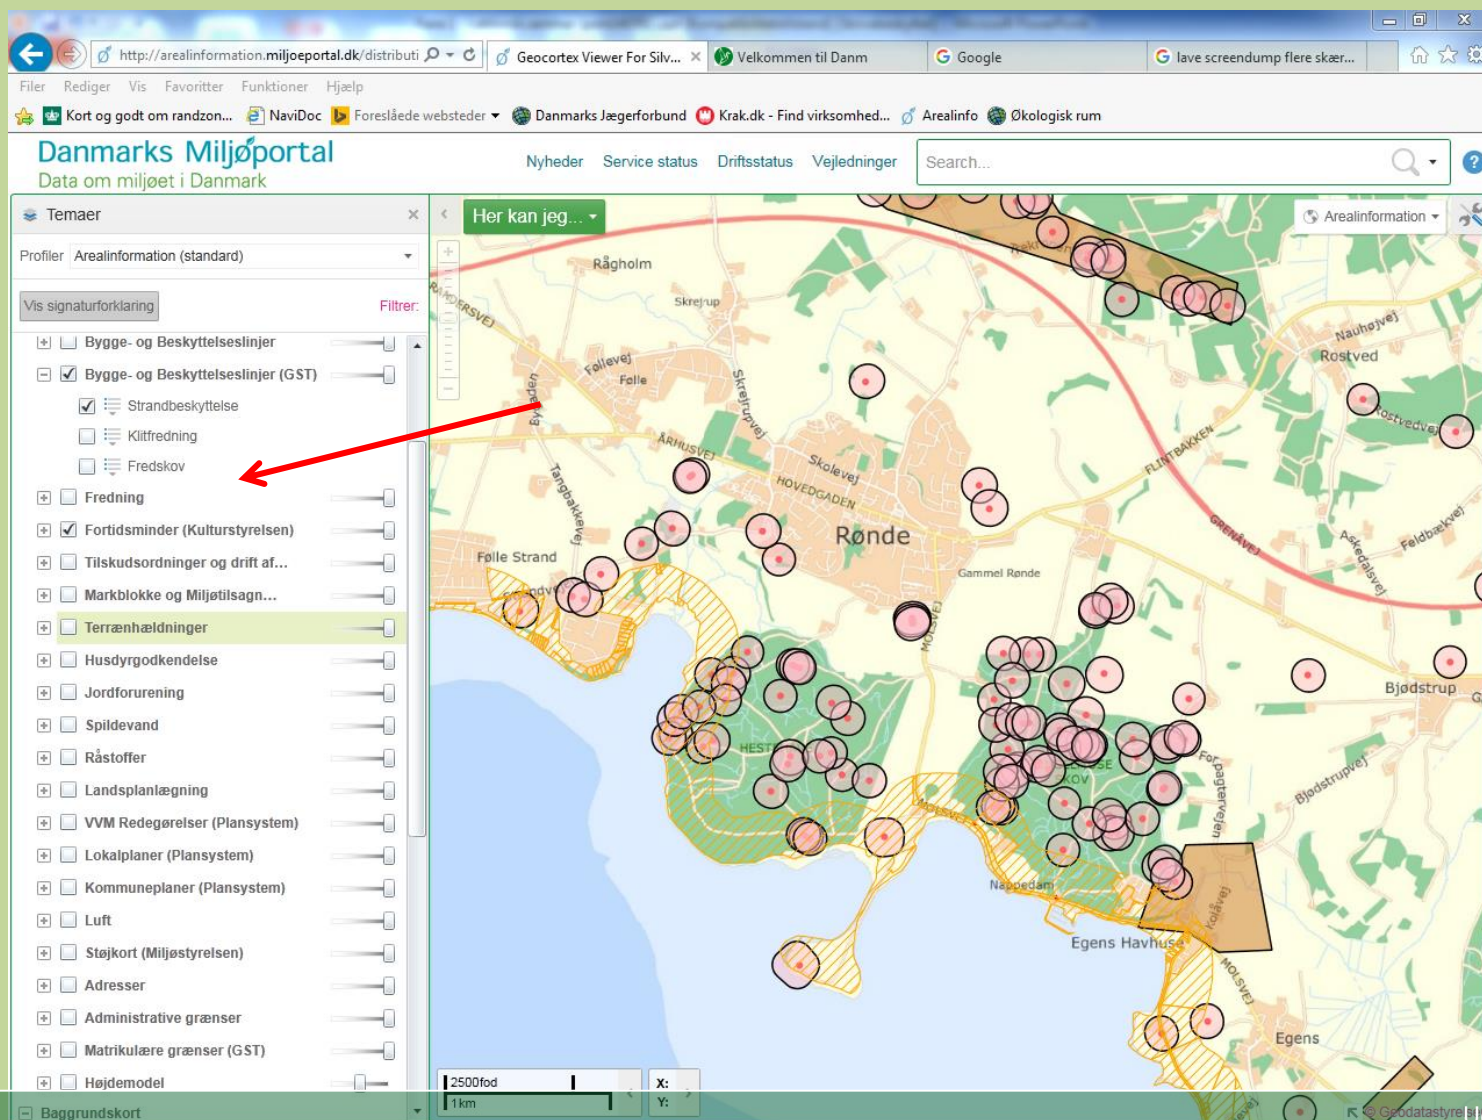 http://arealinformation.miljoeportal.dk/distributi
Geocortex Viewer For Silv...
Velkommen til Danm
Google
lave screendump flere skær...
Filer Rediger Vis Favoritter Funktioner Hjælp
Kort og godt om randzon... NaviDoc Foreslåede websteder Danmarks Jægerforbund Krak.dk - Find virksomhed... Arealinfo Økologisk rum
Danmarks Miljøportal
Data om miljøet i Danmark
Nyheder Service status Driftsstatus Vejledninger Search...
Temaer
Her kan jeg...
Arealinformation
Profiler Arealinformation (standard)
Vis signaturforklaring
Filtrer:
Bygge- og Beskyttelseslinjer
Bygge- og Beskyttelseslinjer (GST)
Strandbeskyttelse
Klitfredning
Fredskov
Fredning
Fortidsminder (Kulturstyrelsen)
Tilskudsordninger og drift af...
Markblokke og Miljøtilsagn...
Terrænhældninger
Husdyrgodkendelse
Jordforurening
Spildevand
Råstoffer
Landsplanlægning
VVM Redegørelser (Plansystem)
Lokalplaner (Plansystem)
Kommuneplaner (Plansystem)
Luft
Støjkort (Miljøstyrelsen)
Adresser
Administrative grænser
Matrikulære grænser (GST)
Højdemodel
Baggrundskort
Rågholm
Skrejrup
Nauhøjvej
Rostved
Føllevej
Følle
Skrejrupvej
Rostvedvej
ÅRHUSVEJ
Skolevej
HOVEDGADEN
FLINTBAKKEN
Tangbakkevej
Rønde
GRENÅVEJ
Askedalsvej
Feldbækvej
Følle Strand
Gammel Rønde
MOLSVEJ
Bjødstrup
HESTE
SKOV
Forpagtervejen
Bjødstrupvej
MOLSVEJ
Nappedam
Kolåvej
Egens Havhuse
MOLSVEJ
Egens
2500fod
1km
X:
Y:
© Geodatastyrelse